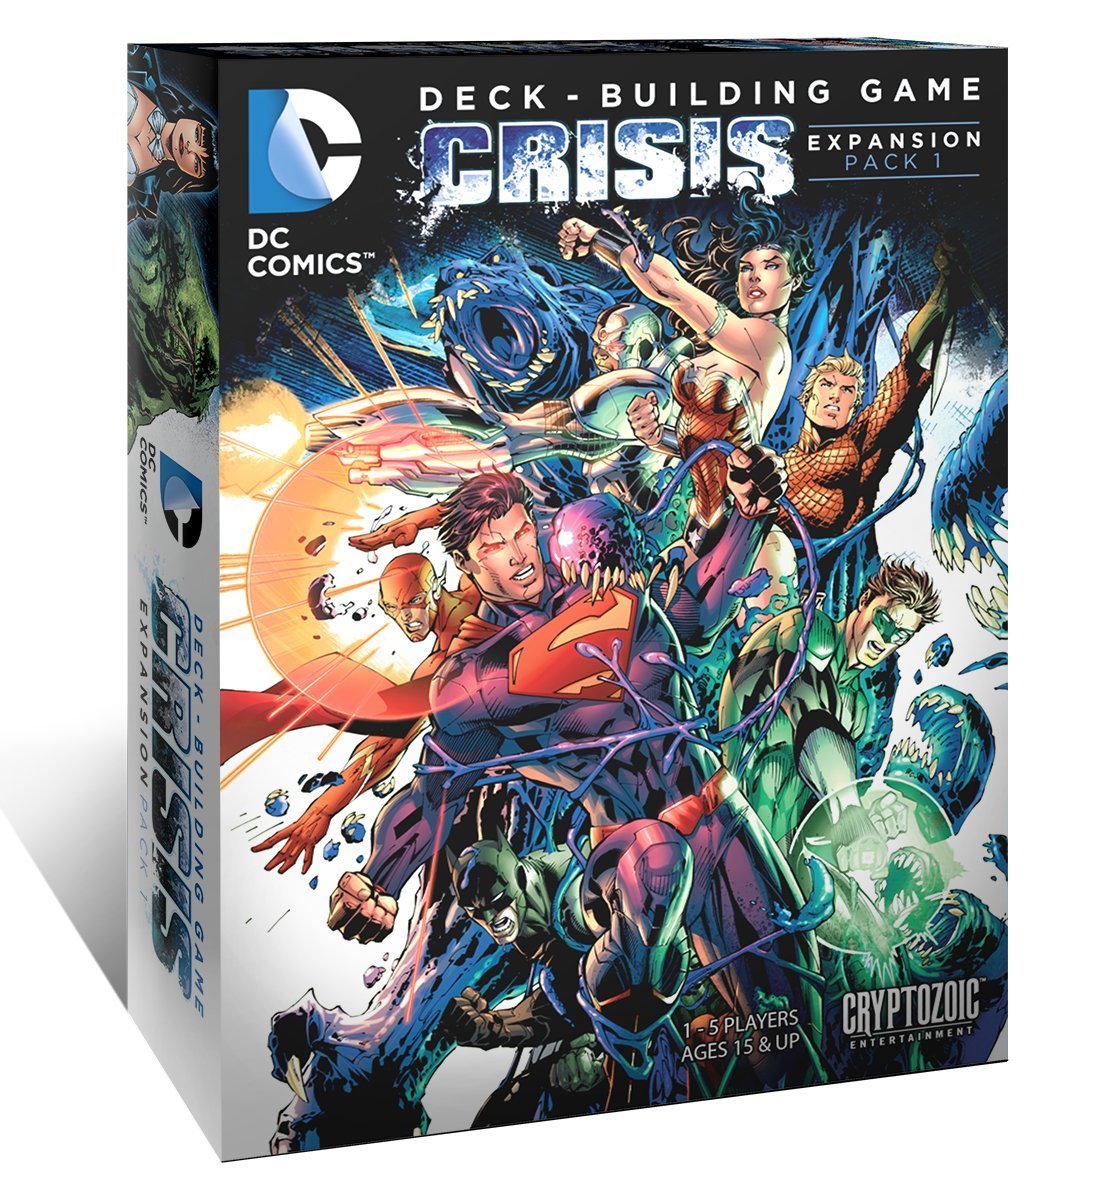 DECK - BUILDING GAME
CRISIS
EXPANSION
PACK 1
DC
COMICS™
1 - 5 PLAYERS
AGES 15 & UP
CRYPTOZOIC™
ENTERTAINMENT
DC
COMICS™
DECK - BUILDING GAME
CRISIS
EXPANSION PACK 1